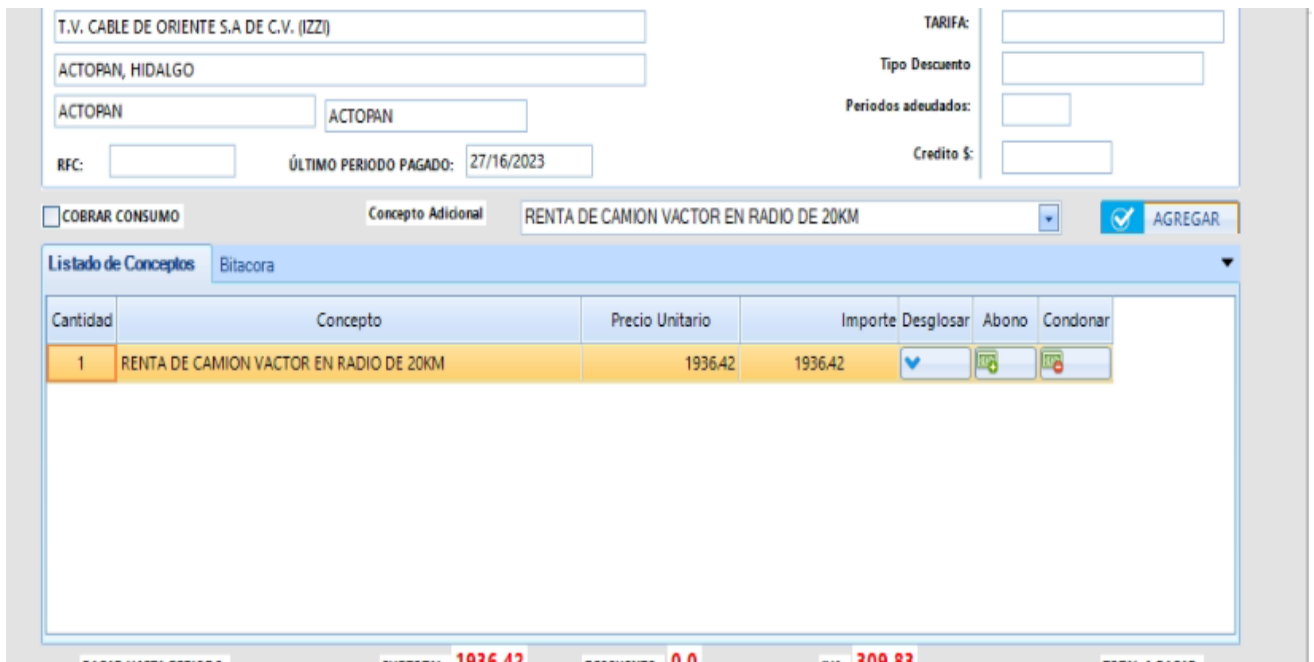 T.V. CABLE DE ORIENTE S.A DE C.V. (IZZI) TARIFA:
ACTOPAN, HIDALGO Tipo Descuento
ACTOPAN ACTOPAN Periodos adeudados:
RFC: ÚLTIMO PERIODO PAGADO: 27/16/2023 Credito $:
COBRAR CONSUMO Concepto Adicional RENTA DE CAMION VACTOR EN RADIO DE 20KM AGREGAR
Listado de Conceptos Bitacora
Cantidad Concepto Precio Unitario Importe Desglosar Abono Condonar
1 RENTA DE CAMION VACTOR EN RADIO DE 20KM 1936.42 1936.42
1936.42 0.0 309.83